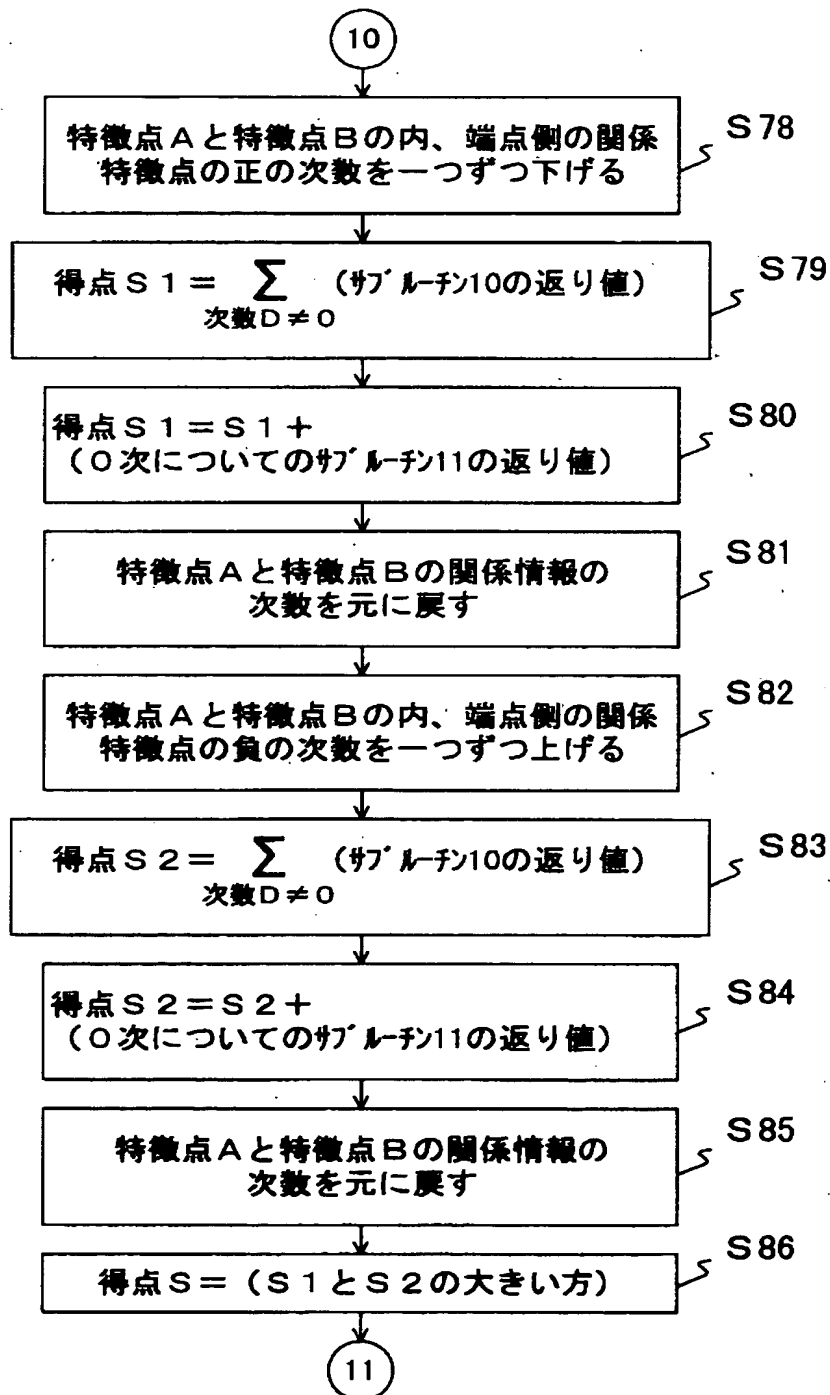 10
特徴点Aと特徴点Bの内、端点側の関係
特徴点の正の次数を一つずつ下げる
S78
得点S1=Σ(サブルーチン10の返り値)
次数D≠0
S79
得点S1=S1+
(0次についてのサブルーチン11の返り値)
S80
特徴点Aと特徴点Bの関係情報の
次数を元に戻す
S81
特徴点Aと特徴点Bの内、端点側の関係
特徴点の負の次数を一つずつ上げる
S82
得点S2=Σ(サブルーチン10の返り値)
次数D≠0
S83
得点S2=S2+
(0次についてのサブルーチン11の返り値)
S84
特徴点Aと特徴点Bの関係情報の
次数を元に戻す
S85
得点S=(S1とS2の大きい方)
S86
11